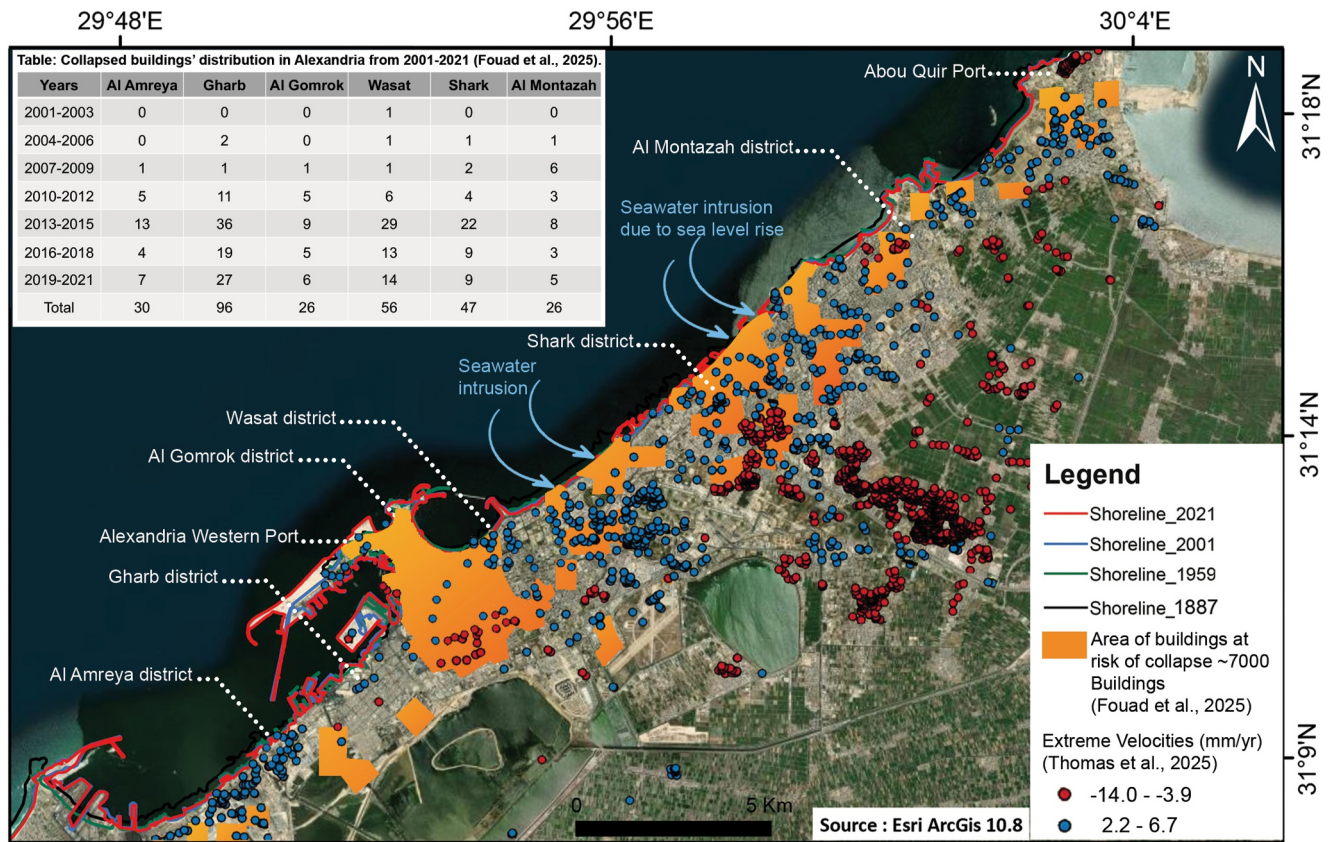 29°48'E 29°56'E 30°4'E
Table: Collapsed buildings' distribution in Alexandria from 2001-2021 (Fouad et al., 2025).
Years Al Amreya Gharb Al Gomrok Wasat Shark Al Montazah
2001-2003 0 0 0 1 0 0
2004-2006 0 2 0 1 1 1
2007-2009 1 1 1 1 2 6
2010-2012 5 11 5 6 4 3
2013-2015 13 36 9 29 22 8
2016-2018 4 19 5 13 9 3
2019-2021 7 27 6 14 9 5
Total 30 96 26 56 47 26
Abou Quir Port
N
31°18'N
Al Montazah district
Seawater intrusion
due to sea level rise
Shark district
Seawater
intrusion
Wasat district
31°14'N
Al Gomrok district
Alexandria Western Port
Gharb district
Al Amreya district
31°9'N
Legend
Shoreline_2021
Shoreline_2001
Shoreline_1959
Shoreline_1887
Area of buildings at
risk of collapse ~7000
Buildings
(Fouad et al., 2025)
Extreme Velocities (mm/yr)
(Thomas et al., 2025)
-14.0 - -3.9
2.2 - 6.7
0 5 Km
Source : Esri ArcGis 10.8